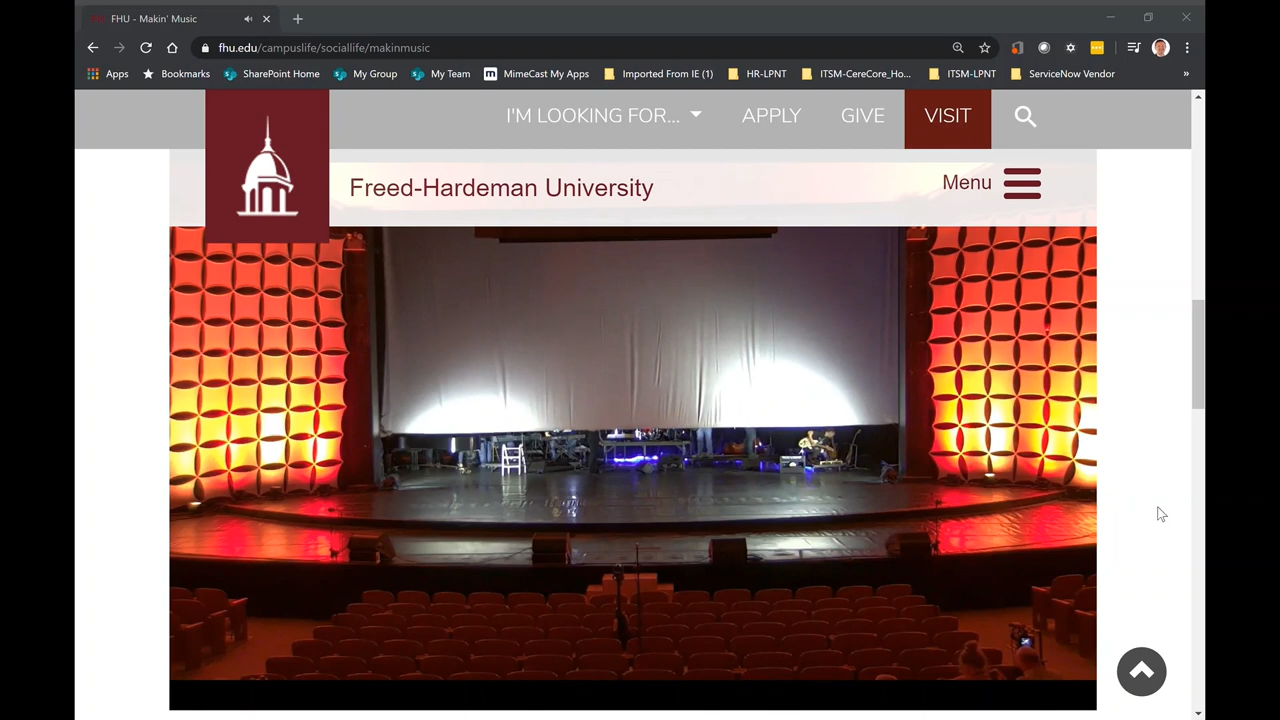 FHU - Makin' Music
fhu.edu/campuslife/sociallife/makinmusic
Apps Bookmarks SharePoint Home My Group My Team MimeCast My Apps Imported From IE (1) HR-LPNT ITSM-CereCore_Ho... ITSM-LPNT ServiceNow Vendor »
I'M LOOKING FOR... APPLY GIVE VISIT
Freed-Hardeman University
Menu